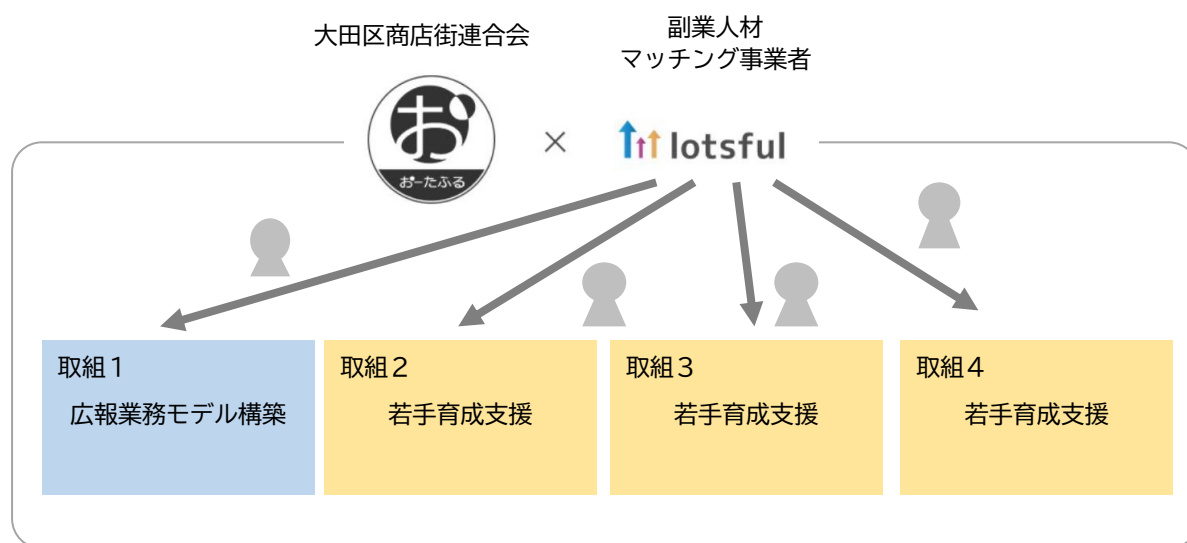 大田区商店街連合会
副業人材
マッチング事業者
お
おーたふる
×
lotsful
取組1
広報業務モデル構築
取組2
若手育成支援
取組3
若手育成支援
取組4
若手育成支援